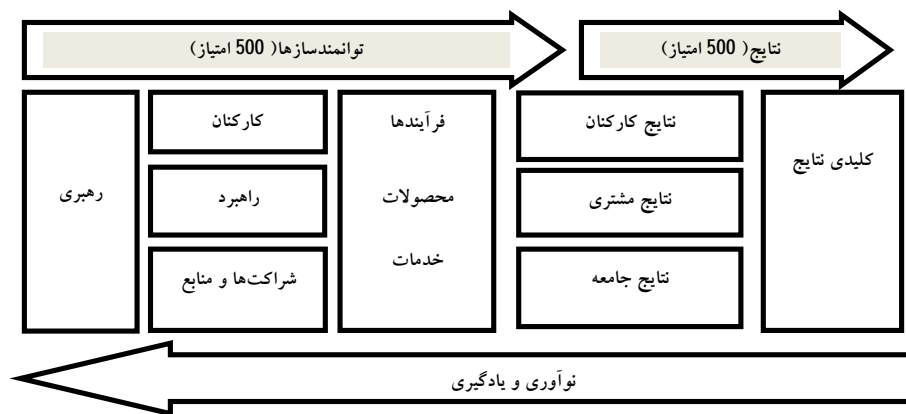 توانمندسازها( 500 امتیاز)
نتایج( 500 امتیاز)
رهبری
کارکنان
راهبرد
شراکت‌ها و منابع
فرآیندها
محصولات
خدمات
نتایج کارکنان
نتایج مشتری
نتایج جامعه
کلیدی نتایج
نوآوری و یادگیری